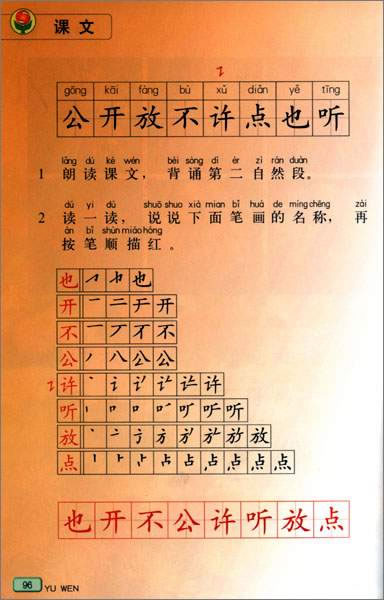 课文
gōng kāi fàng bù xǔ diǎn yě tīng
公开放不许点也听
lǎng dú kè wén bèi sòng dì èr zì rán duàn
1 朗读课文，背诵第二自然段。
dú yi dú shuō shuo xià mian bǐ huà de míng chēng zài
2 读一读，说说下面笔画的名称，再
àn bǐ shùn miáo hóng
按笔顺描红。
也
开
不
公
许
听
放
点
也开不公许听放点
96 YU WEN